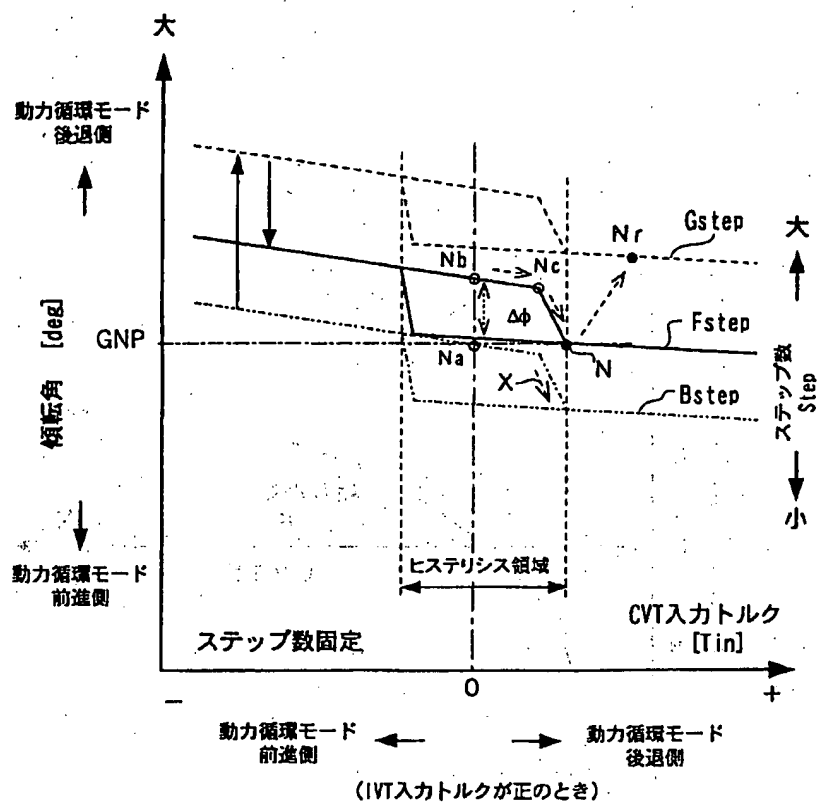 大
動力循環モード
後退側
傾転角 [deg]
GNP
動力循環モード
前進側
Nb
Nc
Nr
Gstep
Δφ
Fstep
Na
N
X
Bstep
大
ステップ数
Step
小
ヒステリシス領域
ステップ数固定
CVT入力トルク
[Tin]
−
0
+
動力循環モード
前進側
動力循環モード
後退側
(IVT入力トルクが正のとき)